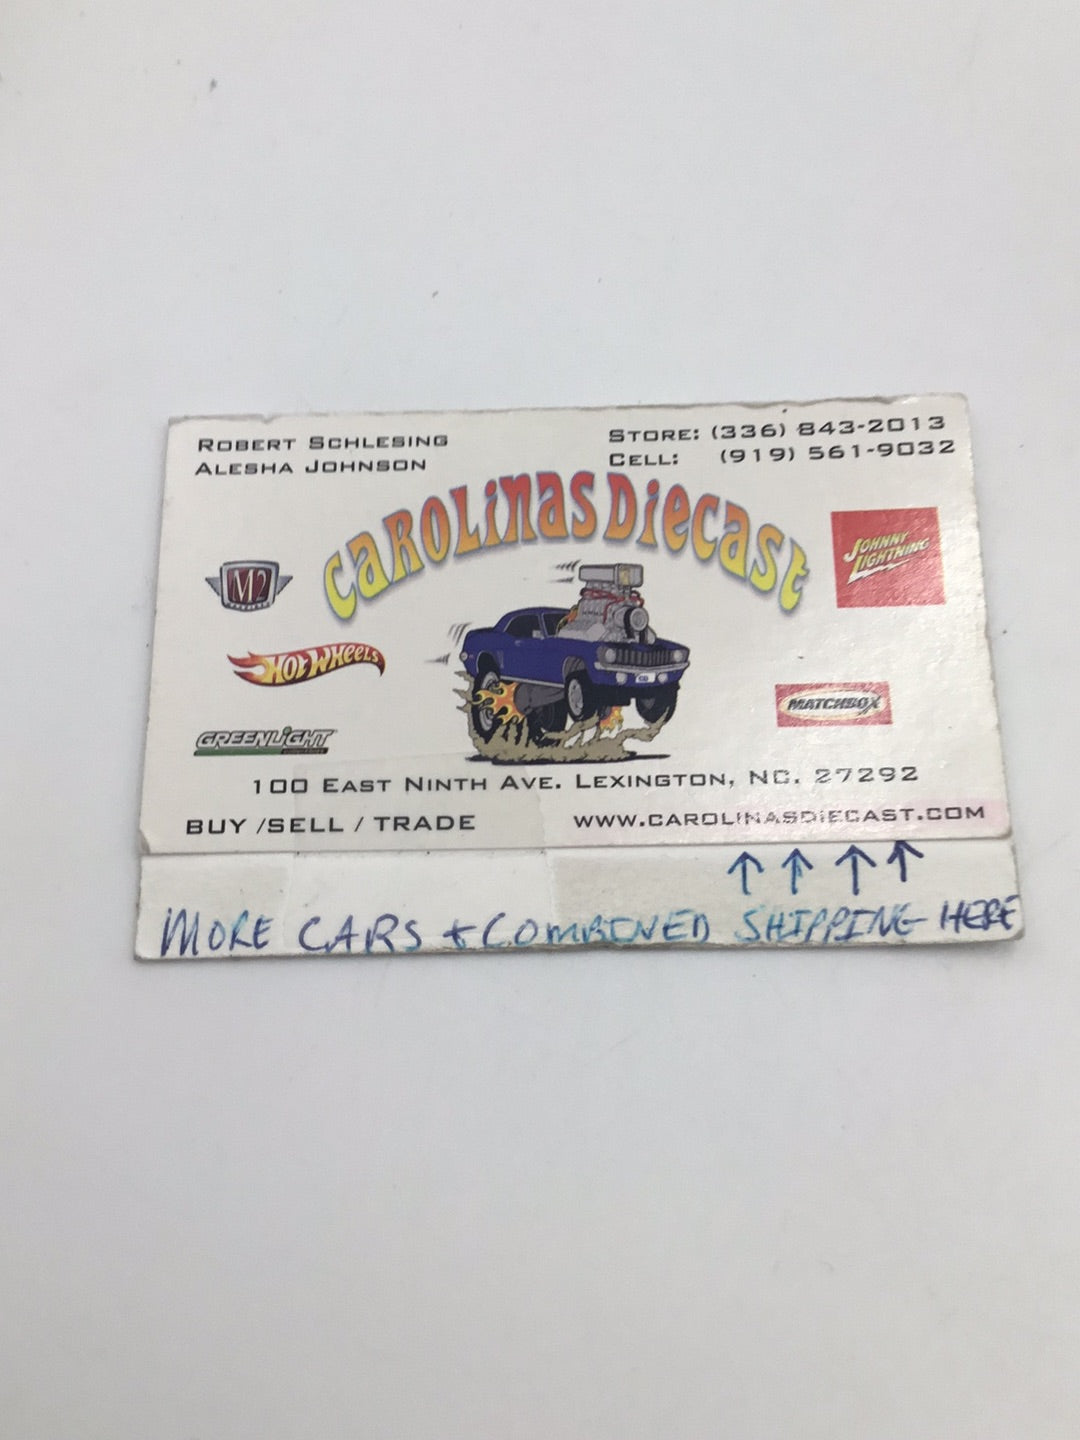 ROBERT SCHLESING
ALESHA JOHNSON
STORE: (336) 843-2013
CELL: (919) 561-9032
CAROLINAS DIECAST
M2
JOHNNY LIGHTNING
HOT WHEELS
MATCHBOX
GREENLIGHT
100 EAST NINTH AVE. LEXINGTON, NC. 27292
BUY /SELL / TRADE
WWW.CAROLINASDIECAST.COM
MORE CARS + COMBINED SHIPPING HERE